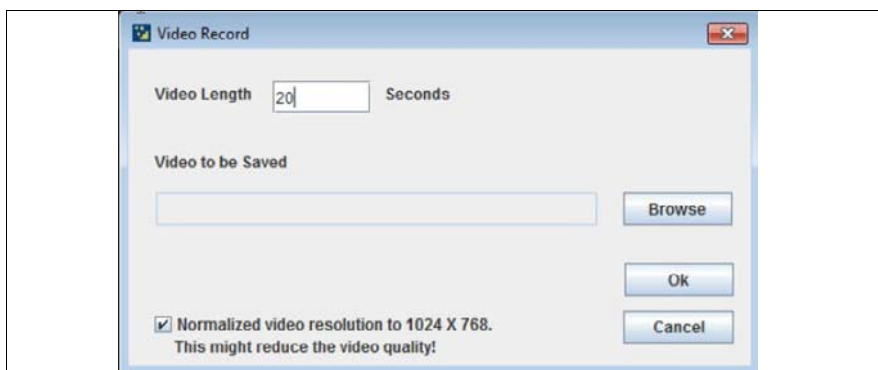 Video Record
Video Length 20 Seconds
Video to be Saved
Browse
Ok
Normalized video resolution to 1024 X 768.
This might reduce the video quality!
Cancel